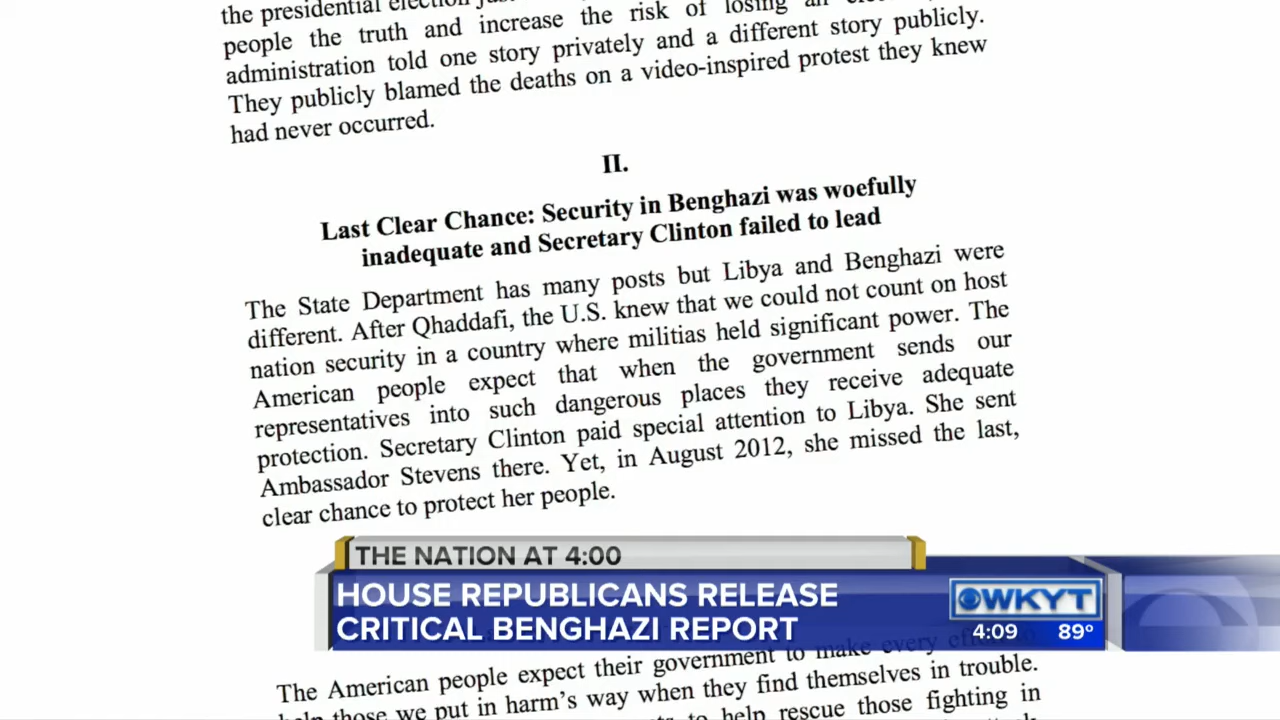 the presidential election
people the truth and increase the risk of losing an
administration told one story privately and a different story publicly.
They publicly blamed the deaths on a video-inspired protest they knew
had never occurred.
II.
Last Clear Chance: Security in Benghazi was woefully
inadequate and Secretary Clinton failed to lead
The State Department has many posts but Libya and Benghazi were
different. After Qhaddafi, the U.S. knew that we could not count on host
nation security in a country where militias held significant power. The
American people expect that when the government sends our
representatives into such dangerous places they receive adequate
protection. Secretary Clinton paid special attention to Libya. She sent
Ambassador Stevens there. Yet, in August 2012, she missed the last,
clear chance to protect her people.
THE NATION AT 4:00
HOUSE REPUBLICANS RELEASE
CRITICAL BENGHAZI REPORT
WKYT
4:09 89°
The American people expect their government to make every
those we put in harm's way when they find themselves in trouble.
to help rescue those fighting in